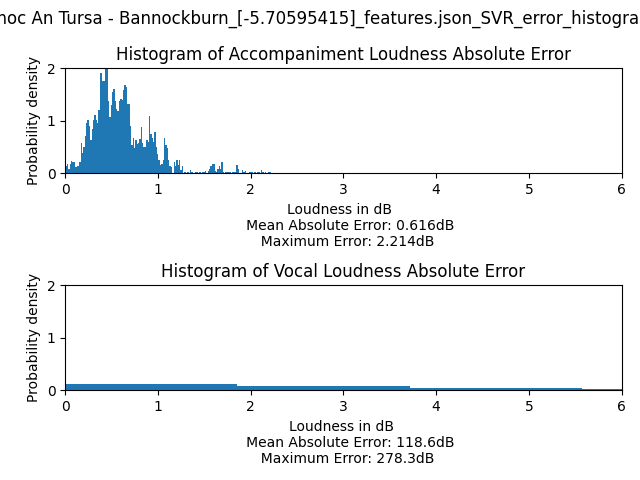 noc An Tursa - Bannockburn_[-5.70595415]_features.json_SVR_error_histogra
Histogram of Accompaniment Loudness Absolute Error
Probability density
2
1
0
0 1 2 3 4 5 6
Loudness in dB
Mean Absolute Error: 0.616dB
Maximum Error: 2.214dB
Histogram of Vocal Loudness Absolute Error
Probability density
2
1
0
0 1 2 3 4 5 6
Loudness in dB
Mean Absolute Error: 118.6dB
Maximum Error: 278.3dB